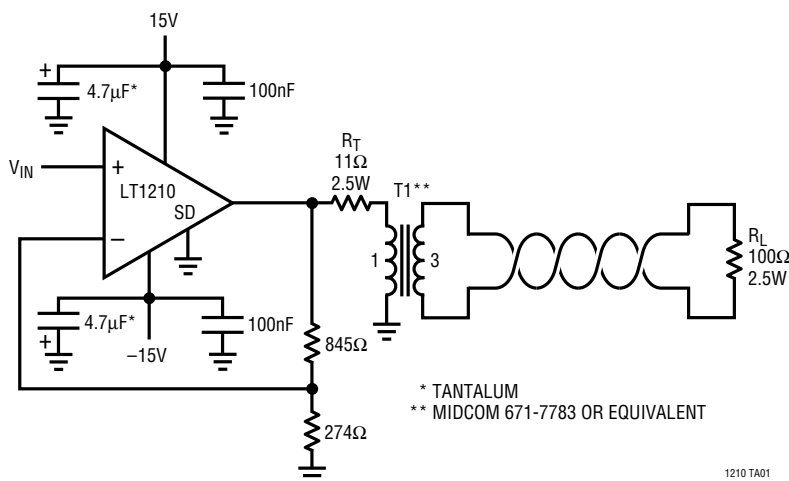 15V
+
4.7µF*
100nF
V_IN
+
LT1210
SD
–
R_T
11Ω
2.5W
T1**
1
3
R_L
100Ω
2.5W
4.7µF*
+
–15V
100nF
845Ω
274Ω
* TANTALUM
** MIDCOM 671-7783 OR EQUIVALENT
1210 TA01